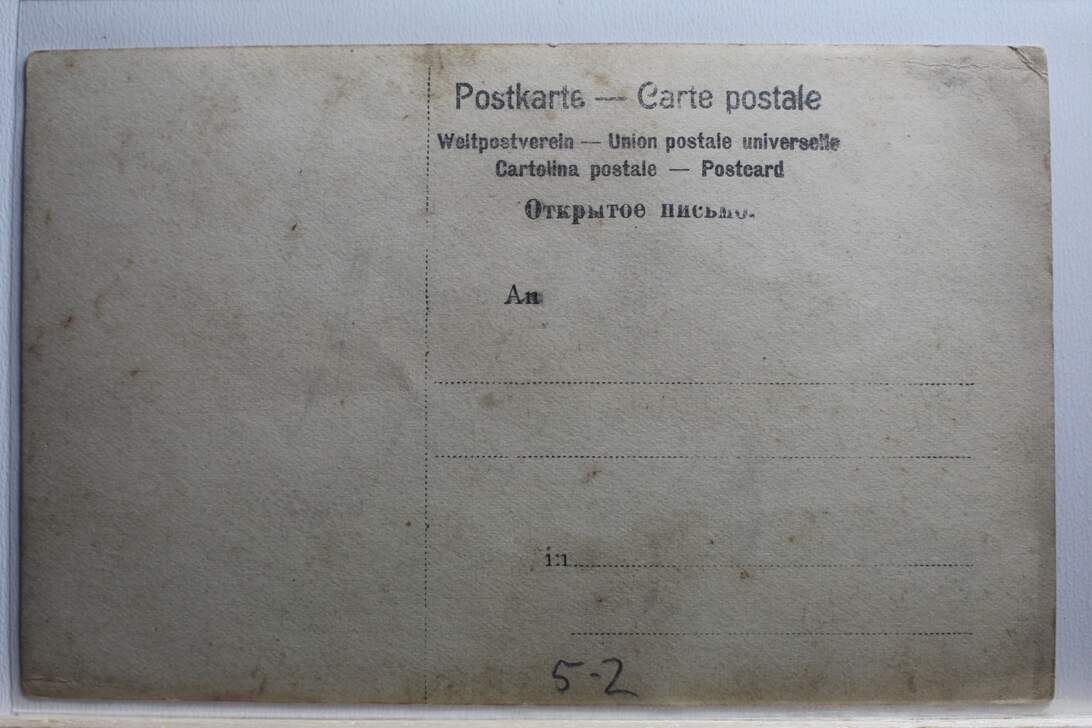 Postkarte — Carte postale
Weltpostverein — Union postale universelle
Cartolina postale — Postcard
Открытое письмо.
An
in
5-2